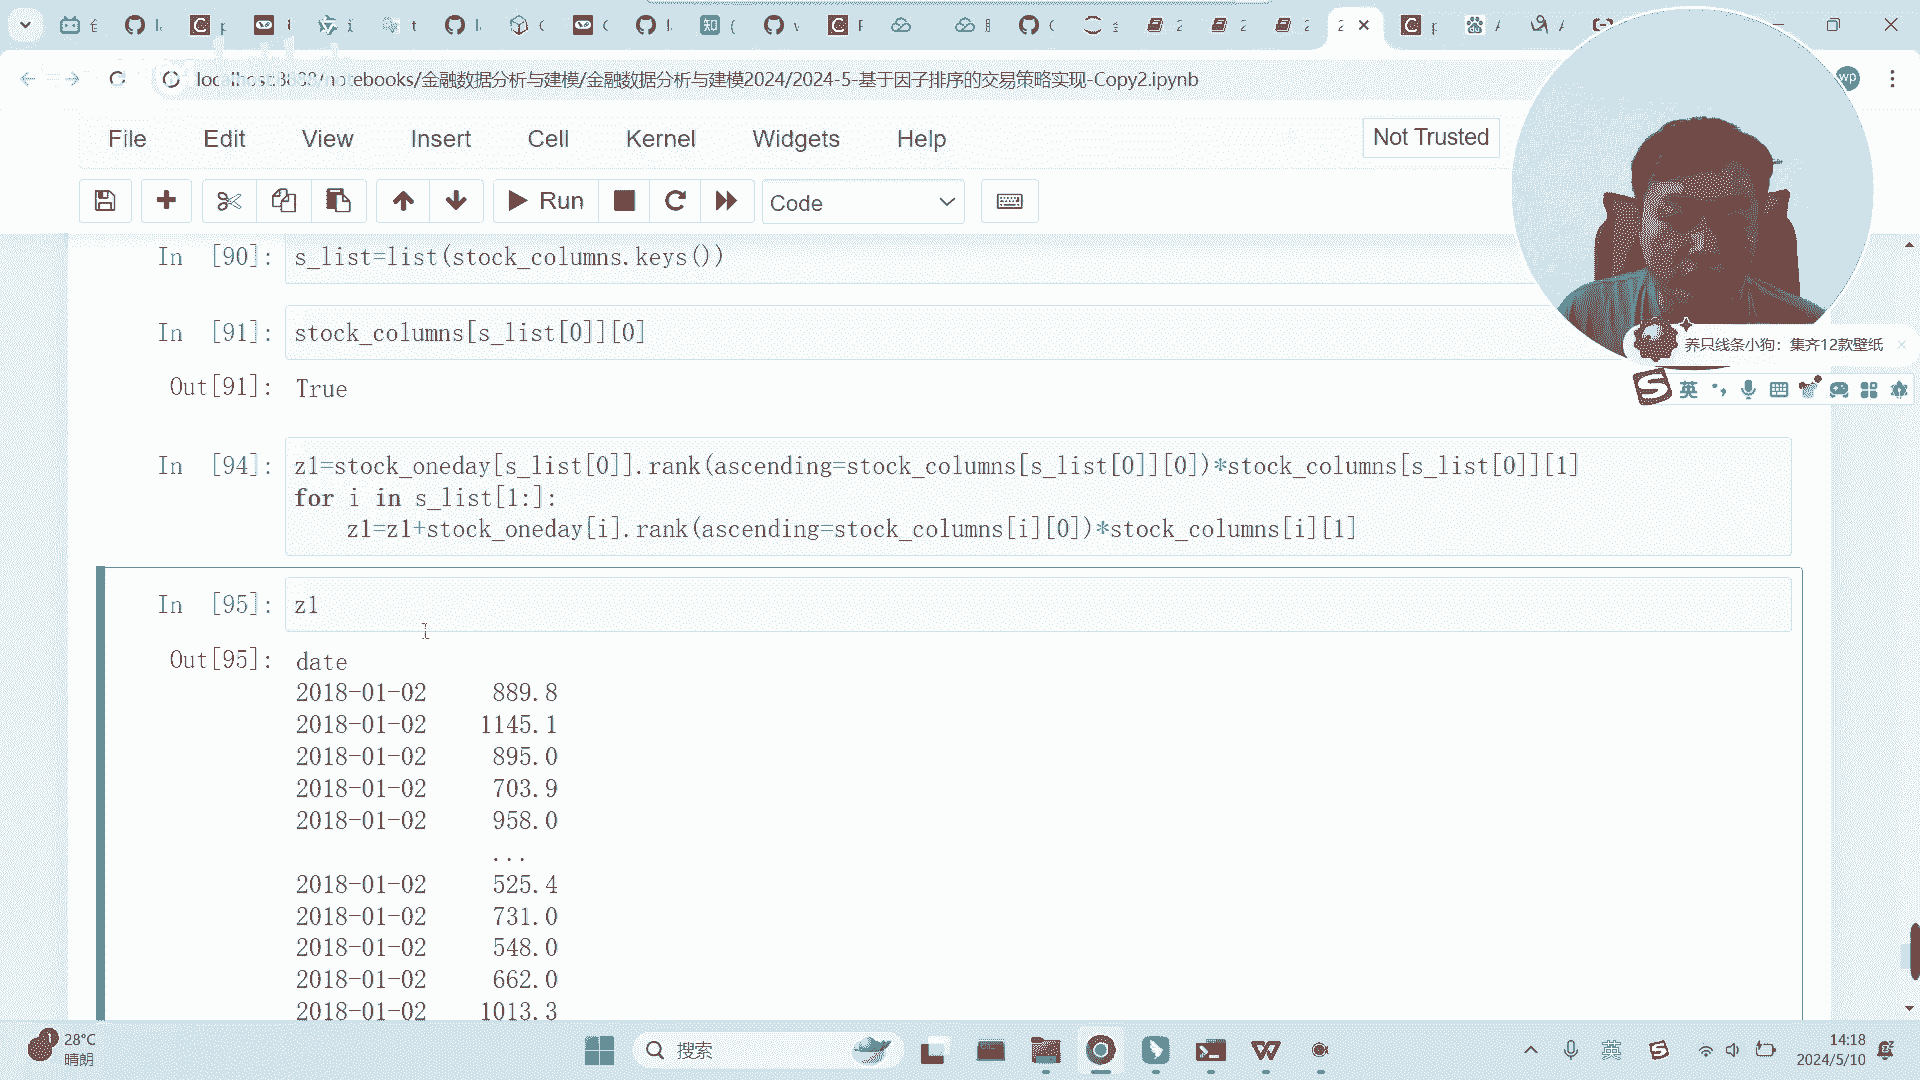 localhost:8888/notebooks/金融数据分析与建模/金融数据分析与建模2024/2024-5-基于因子排序的交易策略实现-Copy2.ipynb
wp
File Edit View Insert Cell Kernel Widgets Help
Not Trusted
Run
Code
In [90]: s_list=list(stock_columns.keys())
In [91]: stock_columns[s_list[0]][0]
养只线条小狗：集齐12款壁纸
英
Out[91]: True
In [94]: z1=stock_oneday[s_list[0]].rank(ascending=stock_columns[s_list[0]][0])*stock_columns[s_list[0]][1]
for i in s_list[1:]:
z1=z1+stock_oneday[i].rank(ascending=stock_columns[i][0])*stock_columns[i][1]
In [95]: z1
Out[95]: date
2018-01-02 889.8
2018-01-02 1145.1
2018-01-02 895.0
2018-01-02 703.9
2018-01-02 958.0
...
2018-01-02 525.4
2018-01-02 731.0
2018-01-02 548.0
2018-01-02 662.0
2018-01-02 1013.3
28°C
晴朗
搜索
英
14:18
2024/5/10